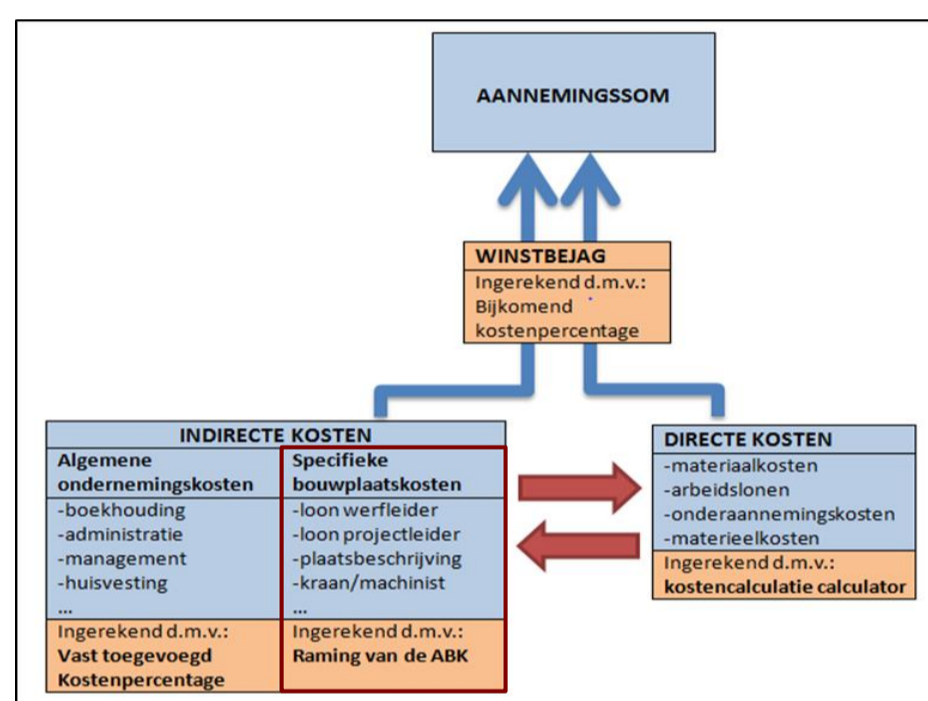 AANNEMINGSSOM
WINSTBEJAG
Ingerekend d.m.v.:
Bijkomend
kostenpercentage
INDIRECTE KOSTEN
Algemene
ondernemingskosten
-boekhouding
-administratie
-management
-huisvesting
...
Ingerekend d.m.v.:
Vast toegevoegd
Kostenpercentage
Specifieke
bouwplaatskosten
-loon werfleider
-loon projectleider
-plaatsbeschrijving
-kraan/machinist
...
Ingerekend d.m.v.:
Raming van de ABK
DIRECTE KOSTEN
-materiaalkosten
-arbeidslonen
-onderaannemingskosten
-materieelkosten
Ingerekend d.m.v.:
kostencalculatie calculator